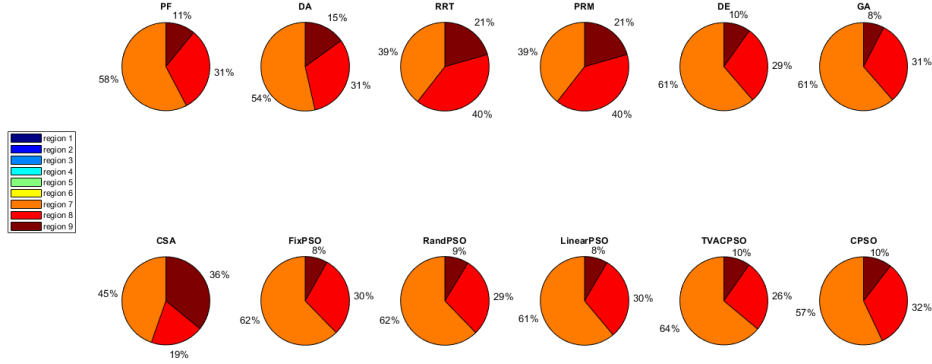 PF
DA
RRT
PRM
DE
GA
11%
31%
58%
15%
31%
54%
21%
40%
39%
21%
40%
39%
10%
29%
61%
8%
31%
61%
region 1
region 2
region 3
region 4
region 5
region 6
region 7
region 8
region 9
CSA
FixPSO
RandPSO
LinearPSO
TVACPSO
CPSO
36%
19%
45%
8%
30%
62%
9%
29%
62%
8%
30%
61%
10%
26%
64%
10%
32%
57%